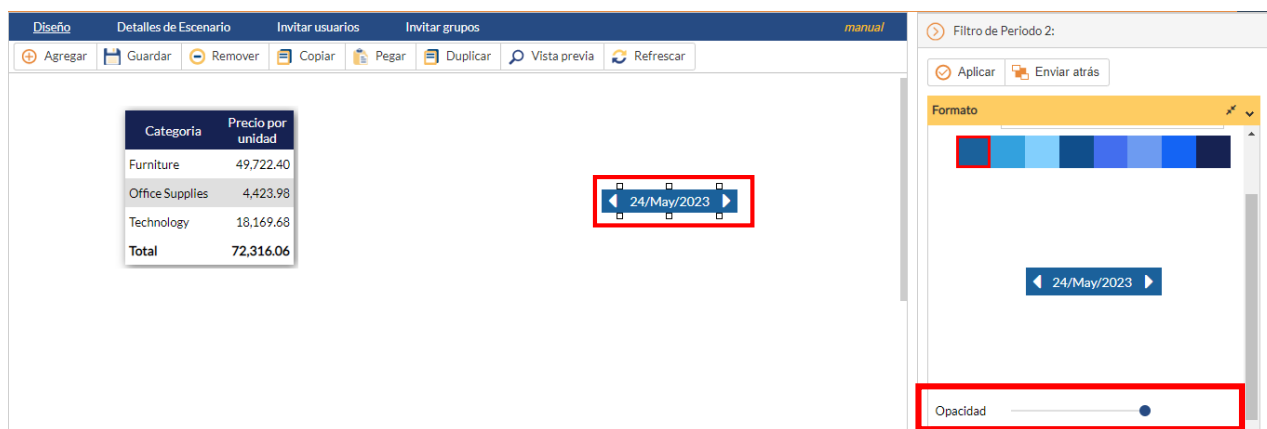 Diseño Detalles de Escenario Invitar usuarios Invitar grupos manual
Agregar Guardar Remover Copiar Pegar Duplicar Vista previa Refrescar
Categoria Precio por unidad
Furniture 49,722.40
Office Supplies 4,423.98
Technology 18,169.68
Total 72,316.06
24/May/2023
Filtro de Periodo 2:
Aplicar Enviar atrás
Formato
24/May/2023
Opacidad